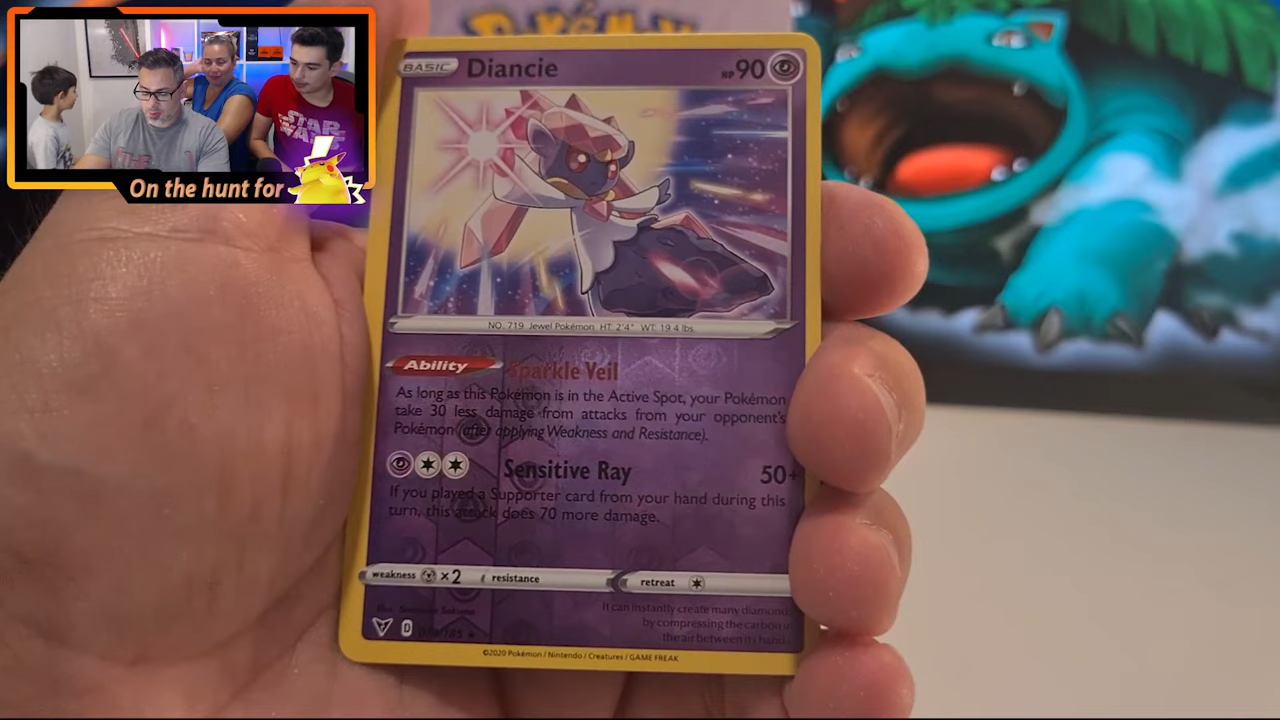 Pokémon
BASIC Diancie HP 90
STAR
WARS
On the hunt for
NO. 719 Jewel Pokémon HT: 2'4" WT: 19.4 lbs.
Ability Sparkle Veil
As long as this Pokémon is in the Active Spot, your Pokémon
take 30 less damage from attacks from your opponent's
Pokémon (after applying Weakness and Resistance).
Sensitive Ray 50+
If you played a Supporter card from your hand during this
turn, this attack does 70 more damage.
weakness ×2 resistance retreat
D /185
It can instantly create many diamonds
by compressing the carbon in
the air between its hands.
©2020 Pokémon / Nintendo / Creatures / GAME FREAK